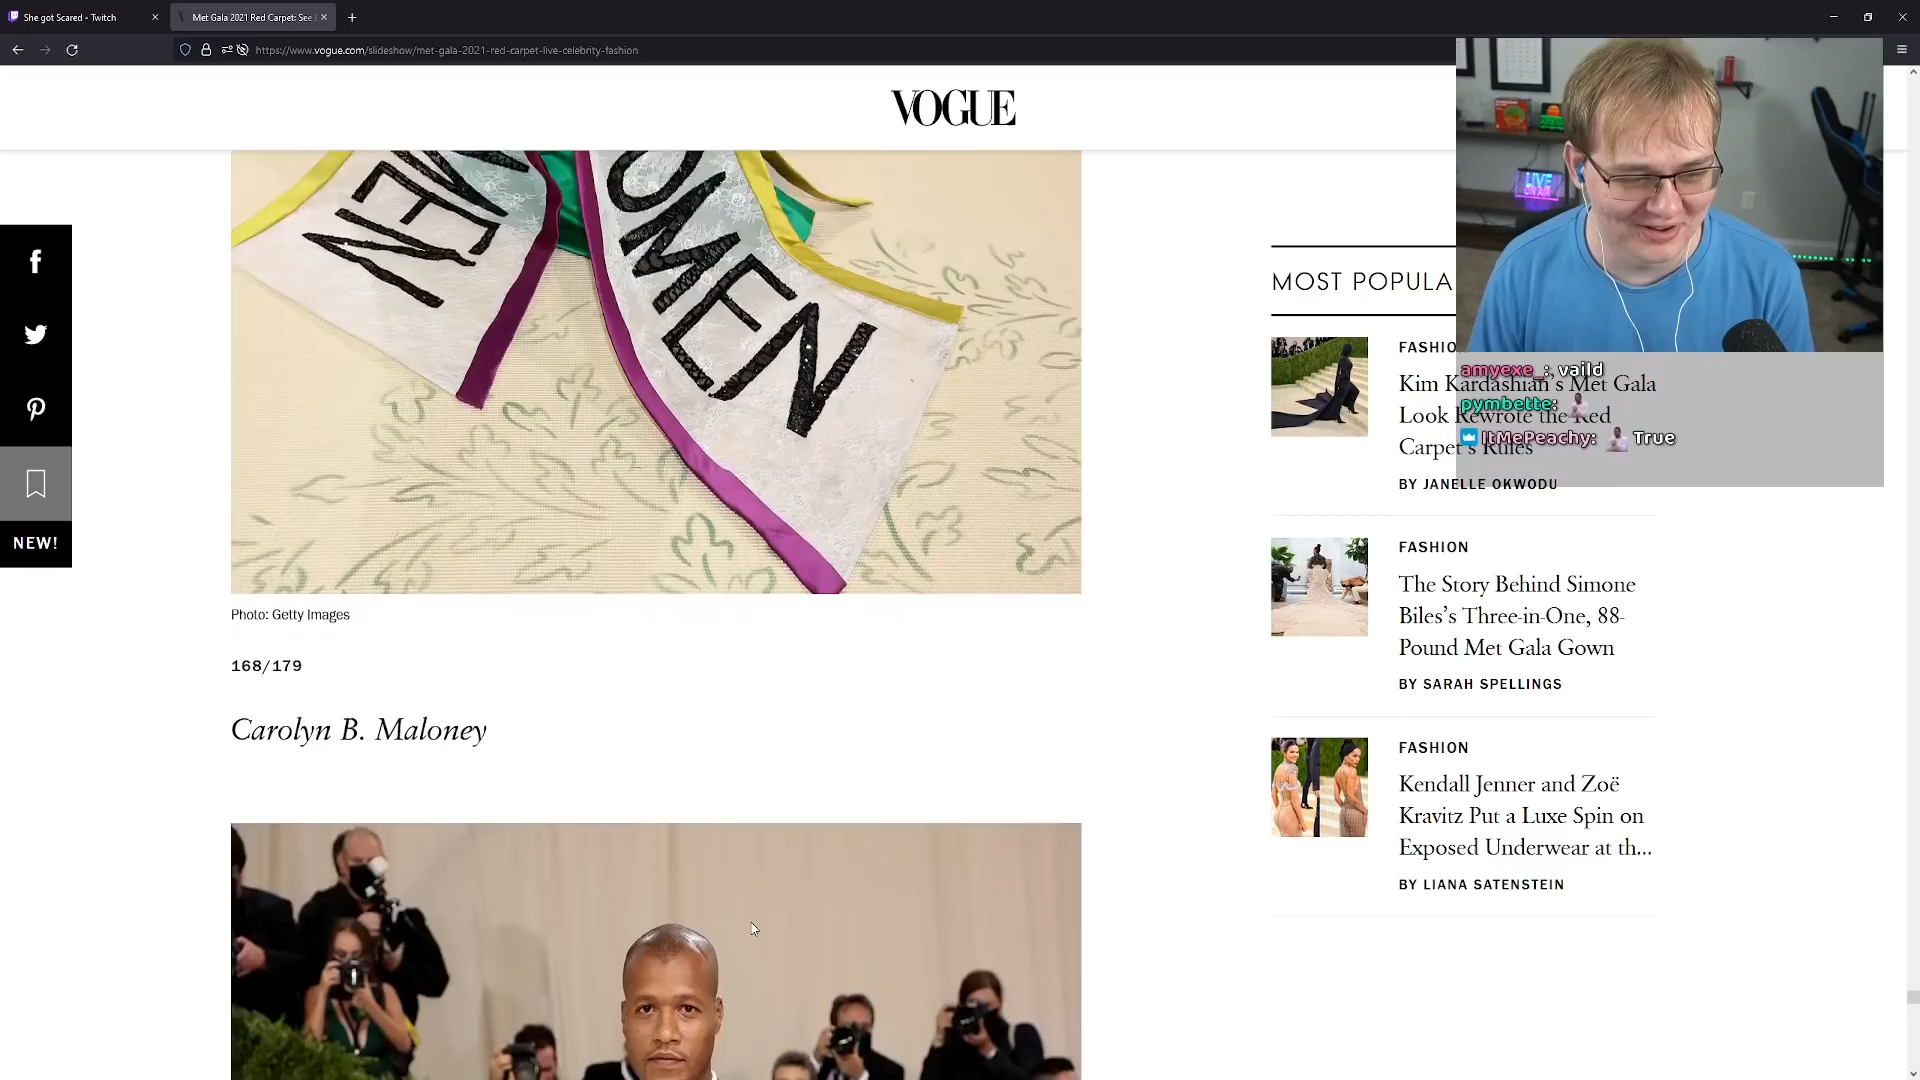 She got Scared - Twitch
Met Gala 2021 Red Carpet: See
https://www.vogue.com/slideshow/met-gala-2021-red-carpet-live-celebrity-fashion
VOGUE
MEN
OMEN
NEW!
Photo: Getty Images
168/179
Carolyn B. Maloney
LIVE
MOST POPULA
FASHIO
Kim Kardashian's Met Gala
Look Rewrote the Red
Carpet's Rules
BY JANELLE OKWODU
amyexe_: vaild
pymbette:
ItMePeachy: True
FASHION
The Story Behind Simone
Biles's Three-in-One, 88-
Pound Met Gala Gown
BY SARAH SPELLINGS
FASHION
Kendall Jenner and Zoë
Kravitz Put a Luxe Spin on
Exposed Underwear at th...
BY LIANA SATENSTEIN